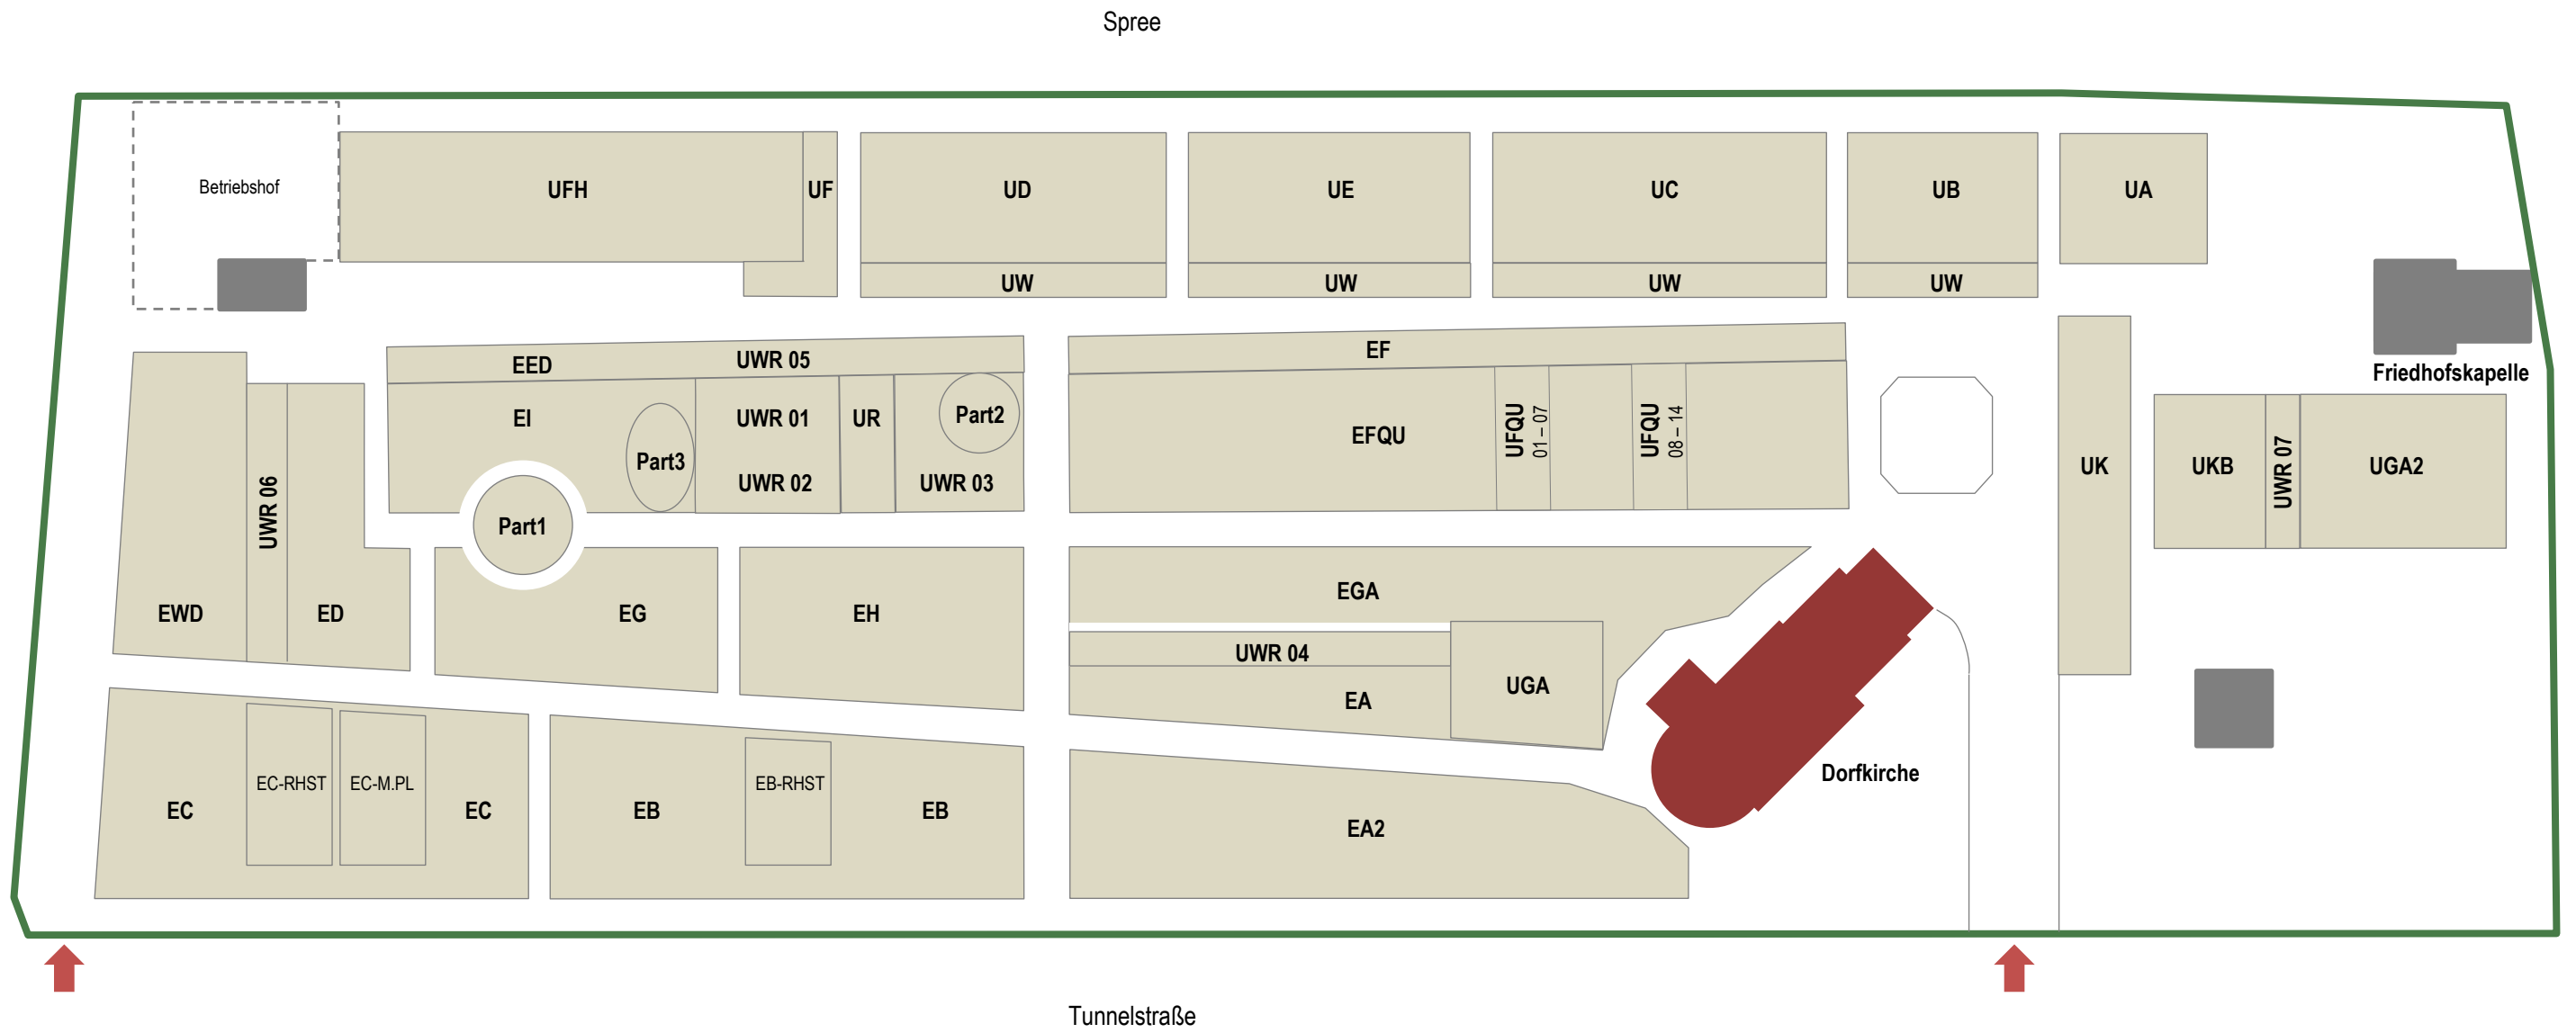 Spree
Betriebshof
UFH
UF
UD
UE
UC
UB
UA
UW
UW
UW
UW
EED
UWR 05
EF
Friedhofskapelle
EI
Part3
UWR 01
UWR 02
UR
Part2
UWR 03
EFQU
UFQU
01 – 07
UFQU
08 – 14
UK
UKB
UWR 07
UGA2
Part1
UWR 06
EWD
ED
EG
EH
EGA
UWR 04
EA
UGA
Dorfkirche
EC
EC-RHST
EC-M.PL
EC
EB
EB-RHST
EB
EA2
Tunnelstraße